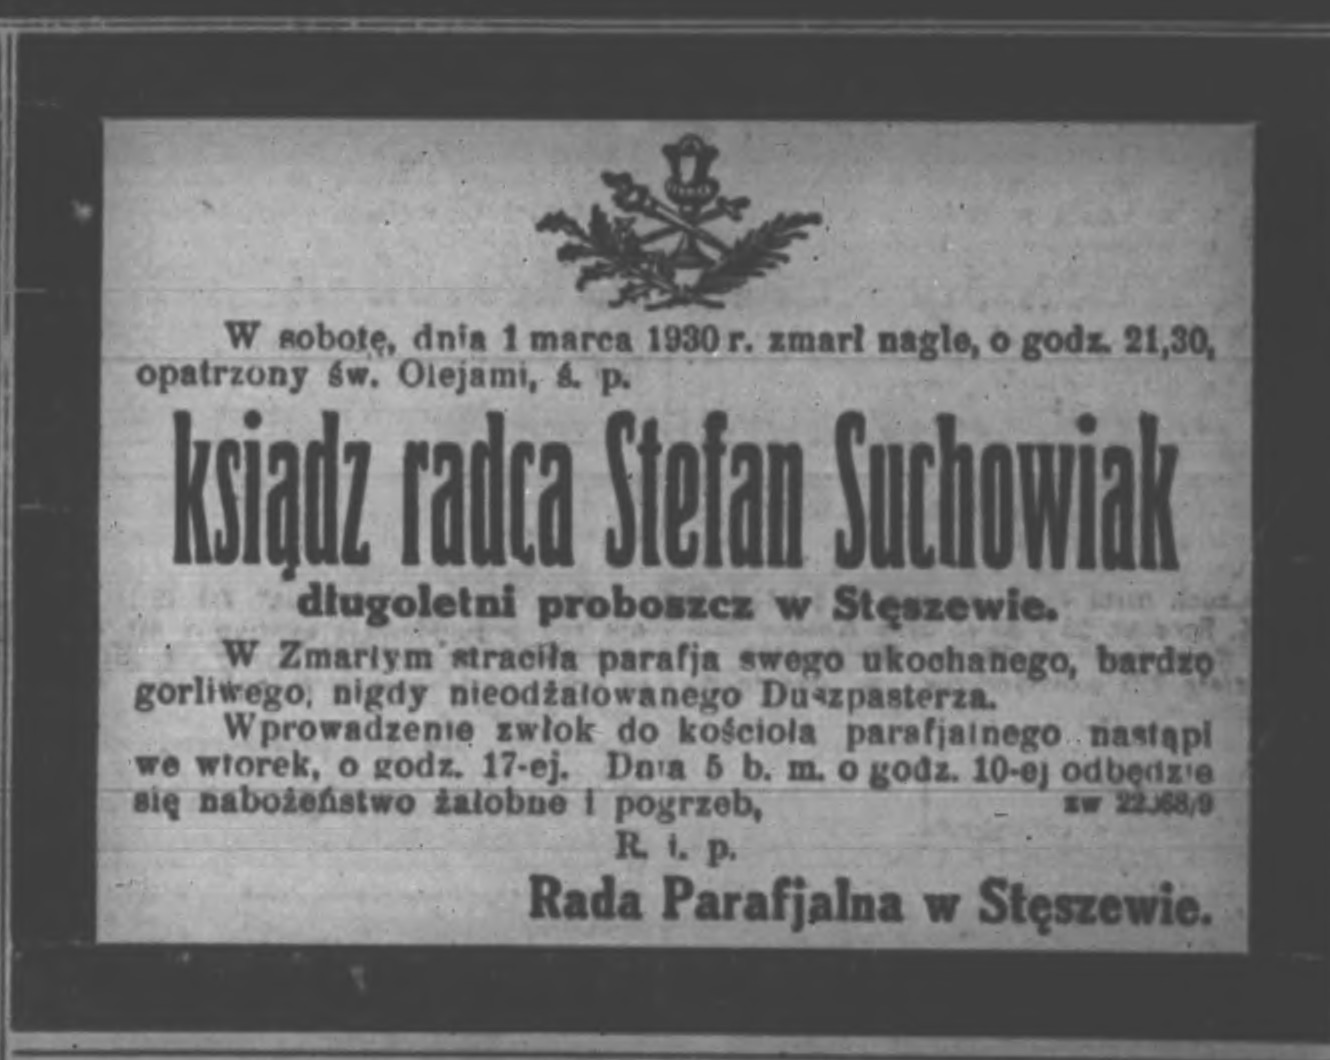 W sobotę, dnia 1 marca 1930 r. zmarł nagle, o godz. 21,30,
opatrzony św. Olejami, ś. p.
ksiądz radca Stefan Suchowiak
długoletni proboszcz w Stęszewie.
W Zmarłym straciła parafja swego ukochanego, bardzo
gorliwego, nigdy nieodżałowanego Duszpasterza.
Wprowadzenie zwłok do kościoła parafjalnego nastąpi
we wtorek, o godz. 17-ej. Dnia 5 b. m. o godz. 10-ej odbędzie
się nabożeństwo żałobne i pogrzeb,
zw
R. i. p.
Rada Parafjalna w Stęszewie.